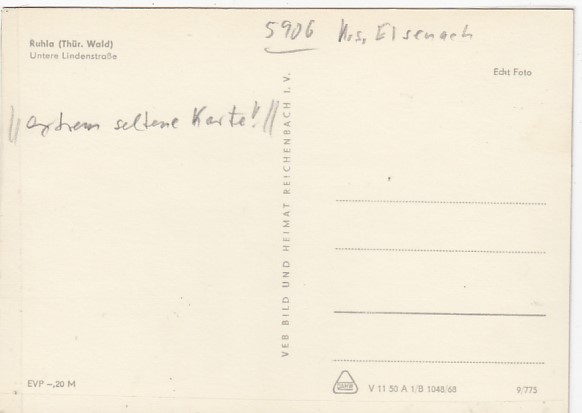 5906 Krs. Eisenach
Ruhla (Thür. Wald)
Untere Lindenstraße
Echt Foto
// extrem seltene Karte! //
VEB BILD UND HEIMAT REICHENBACH I. V.
EVP –,20 M
V 11 50 A 1/B 1048/68
9/775